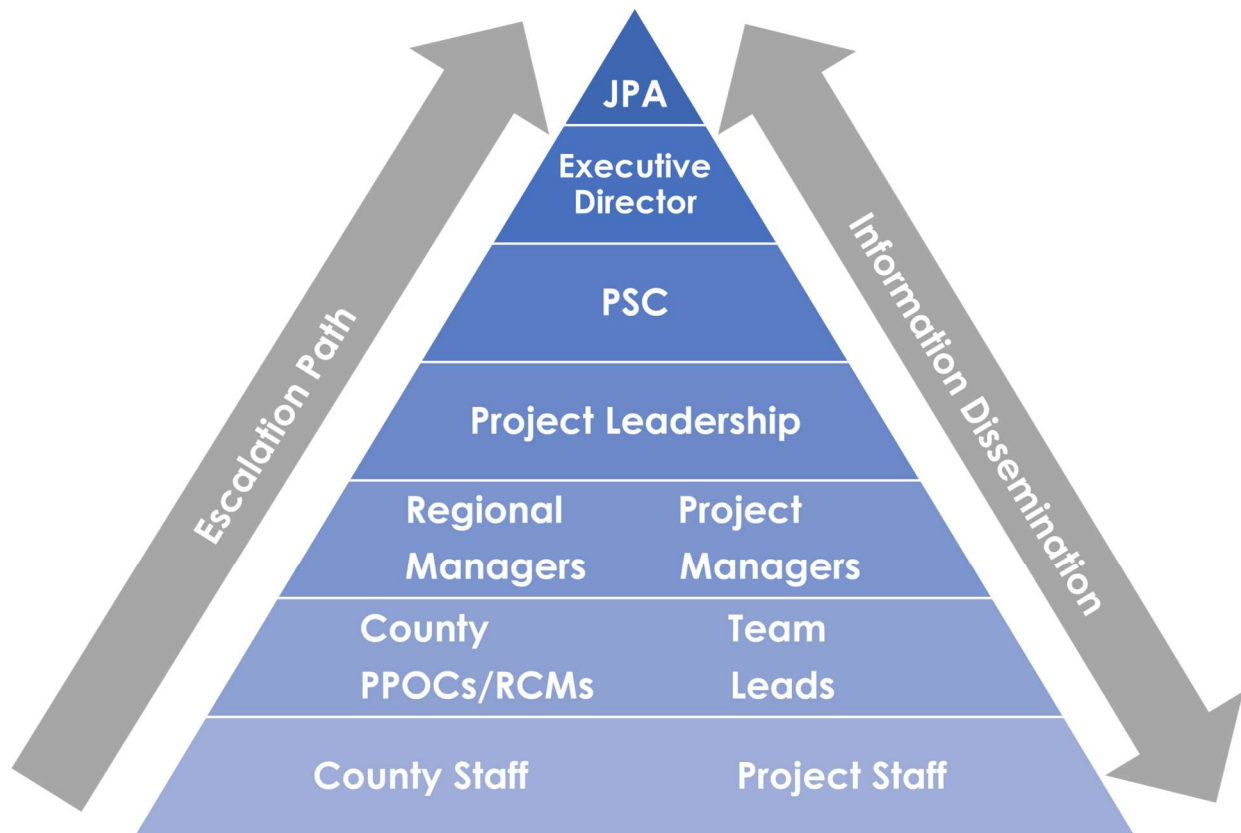 JPA
Executive
Director
PSC
Project Leadership
Regional
Managers
Project
Managers
County
PPOCs/RCMs
Team
Leads
County Staff
Project Staff
Escalation Path
Information Dissemination